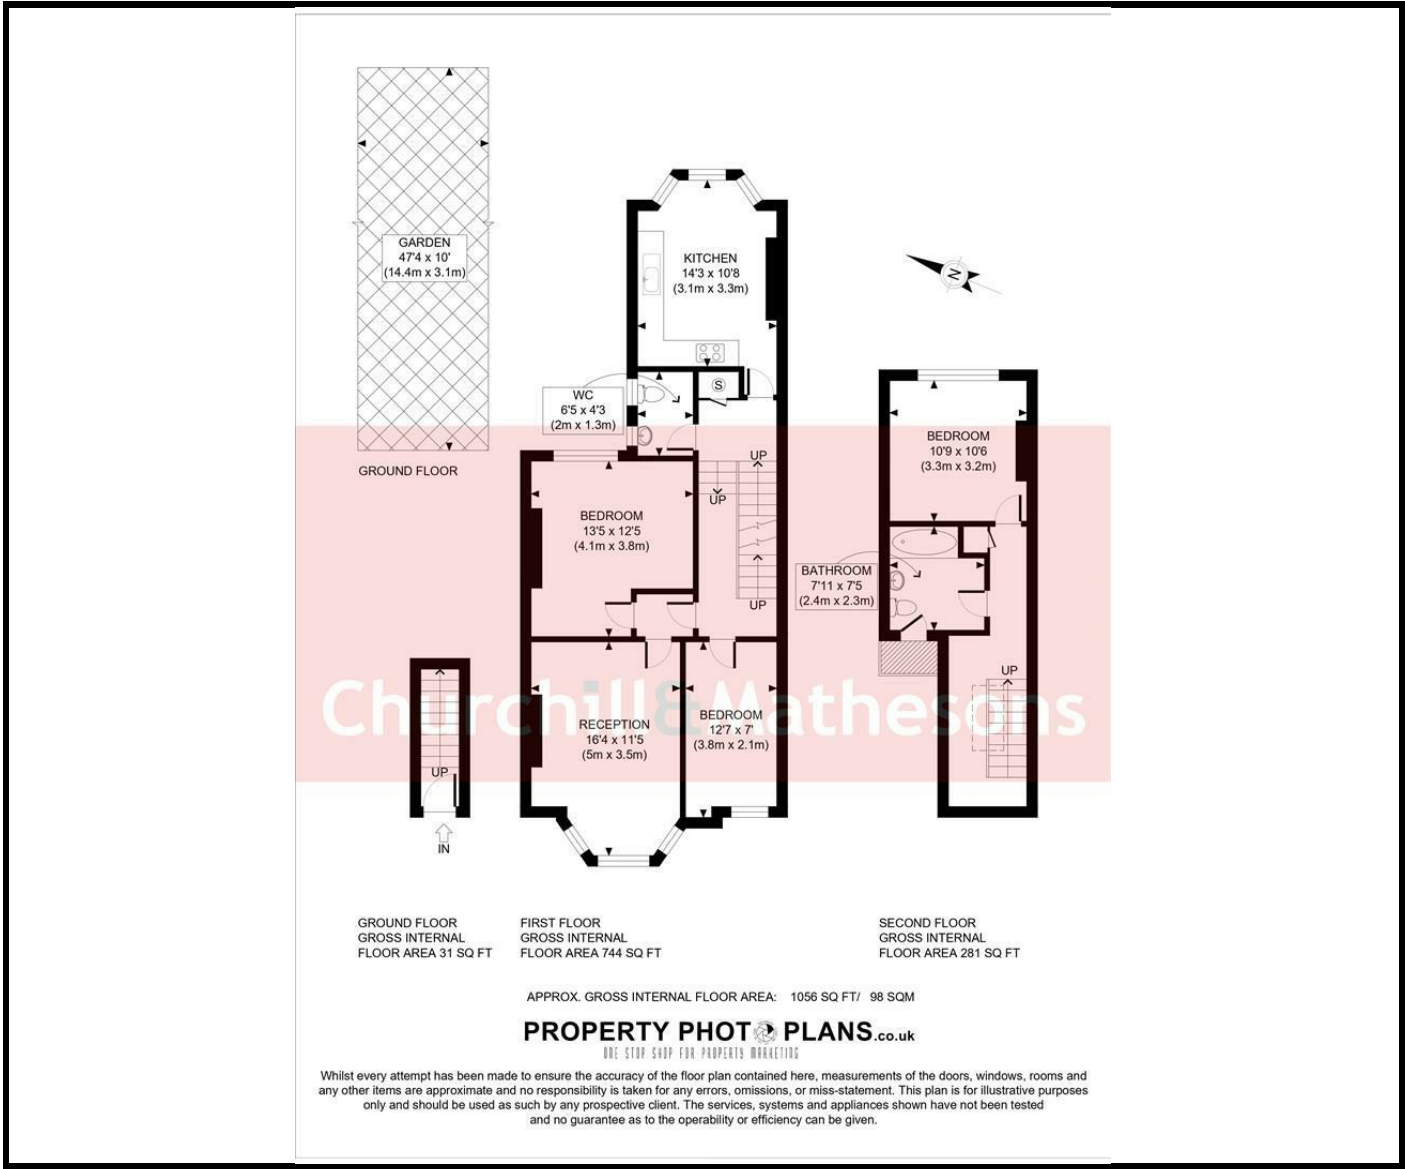 GARDEN
47'4 x 10'
(14.4m x 3.1m)
GROUND FLOOR
KITCHEN
14'3 x 10'8
(3.1m x 3.3m)
N
WC
6'5 x 4'3
(2m x 1.3m)
S
UP
UP
UP
BEDROOM
13'5 x 12'5
(4.1m x 3.8m)
BEDROOM
10'9 x 10'6
(3.3m x 3.2m)
BATHROOM
7'11 x 7'5
(2.4m x 2.3m)
UP
Churchill & Mathesons
RECEPTION
16'4 x 11'5
(5m x 3.5m)
BEDROOM
12'7 x 7'
(3.8m x 2.1m)
UP
IN
GROUND FLOOR
GROSS INTERNAL
FLOOR AREA 31 SQ FT
FIRST FLOOR
GROSS INTERNAL
FLOOR AREA 744 SQ FT
SECOND FLOOR
GROSS INTERNAL
FLOOR AREA 281 SQ FT
APPROX. GROSS INTERNAL FLOOR AREA: 1056 SQ FT/ 98 SQM
PROPERTY PHOTO PLANS.co.uk
ONE STOP SHOP FOR PROPERTY MARKETING
Whilst every attempt has been made to ensure the accuracy of the floor plan contained here, measurements of the doors, windows, rooms and
any other items are approximate and no responsibility is taken for any errors, omissions, or miss-statement. This plan is for illustrative purposes
only and should be used as such by any prospective client. The services, systems and appliances shown have not been tested
and no guarantee as to the operability or efficiency can be given.